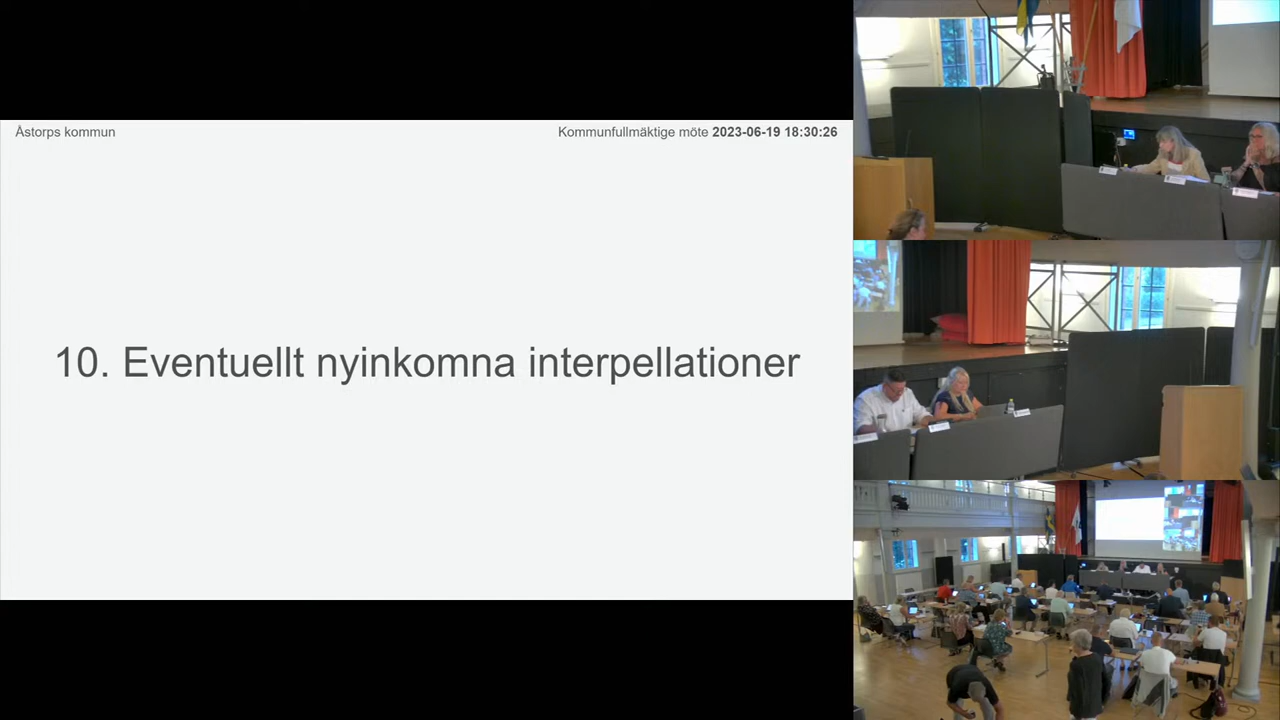 Åstorps kommun
Kommunfullmäktige möte 2023-06-19 18:30:26
10. Eventuellt nyinkomna interpellationer